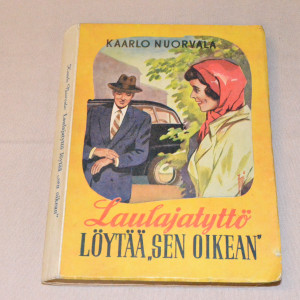 KAARLO NUORVALA
Laulajatyttö
LÖYTÄÄ „SEN OIKEAN"